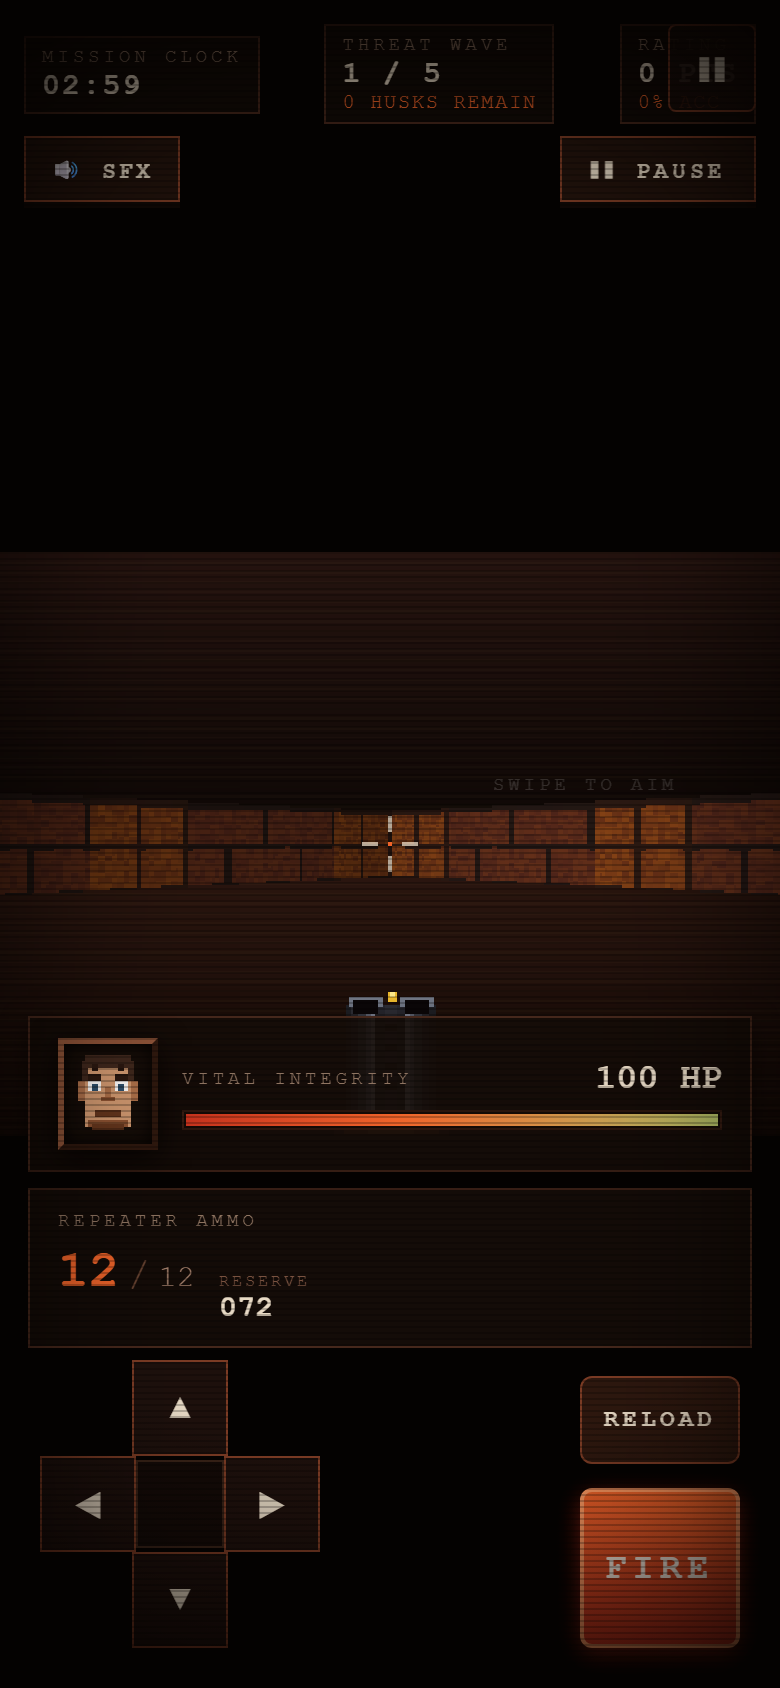 MISSION CLOCK
02:59
THREAT WAVE
1 / 5
0 HUSKS REMAIN
0
0%
SFX
PAUSE
SWIPE TO AIM
VITAL INTEGRITY
100 HP
REPEATER AMMO
12 / 12
RESERVE
072
RELOAD
FIRE